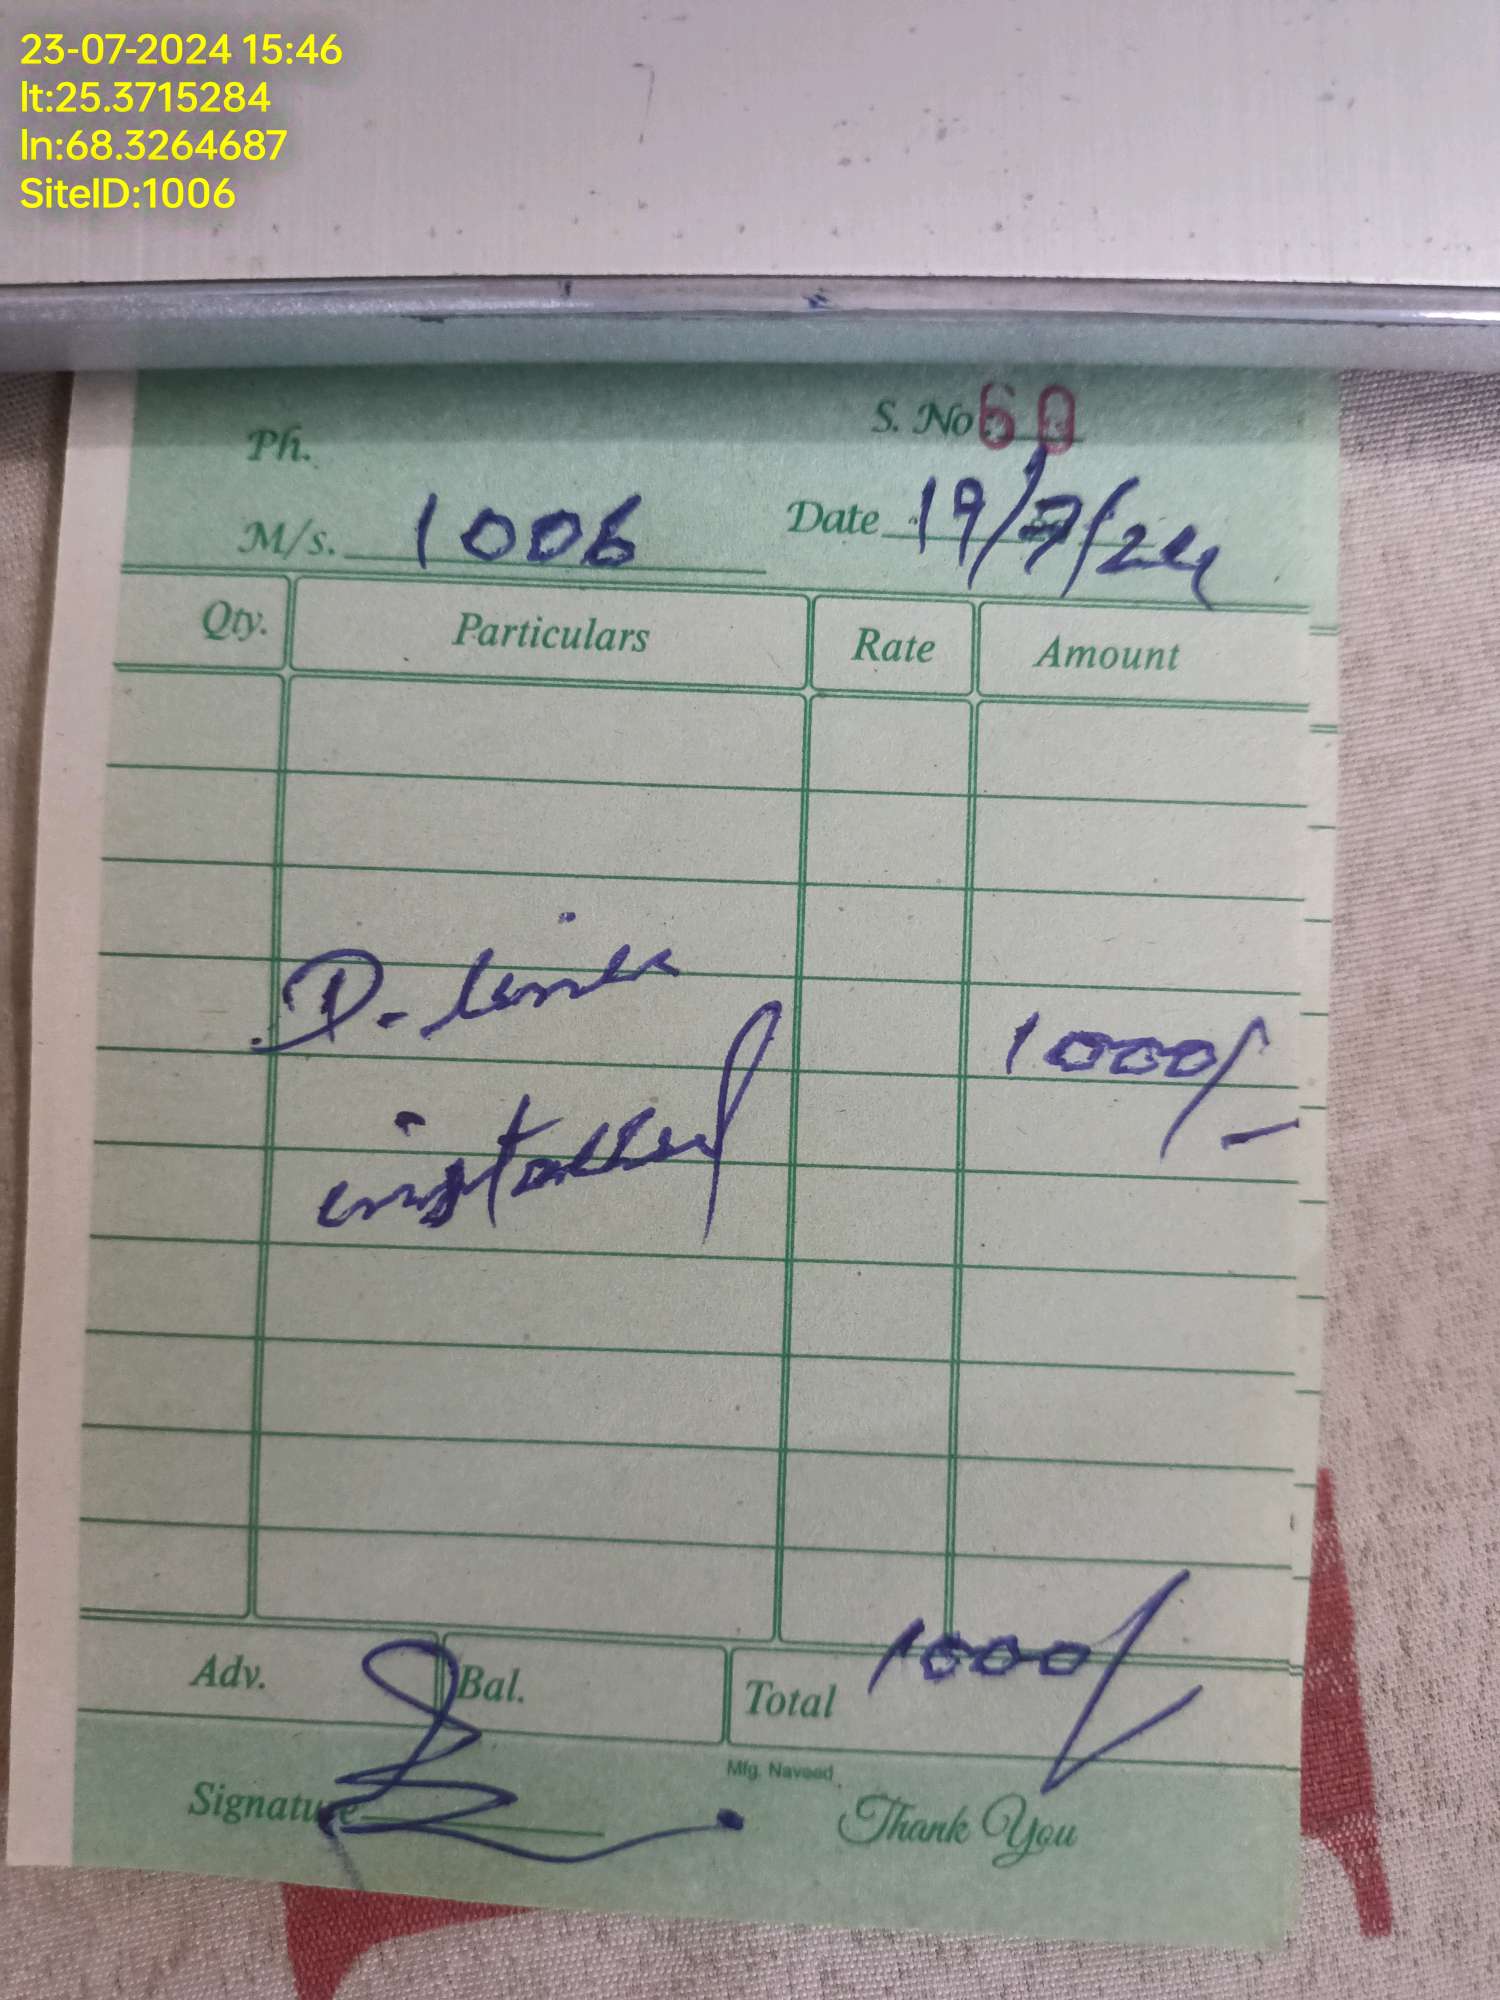 23-07-2024 15:46
lt:25.3715284
ln:68.3264687
SiteID:1006
S. No 60
Ph.
M/s. 1006 Date 19/7/24
Qty. Particulars Rate Amount
D. link
installed 1000/-
Adv. Bal. Total 1000/
Mfg. Naveed
Signature Thank You